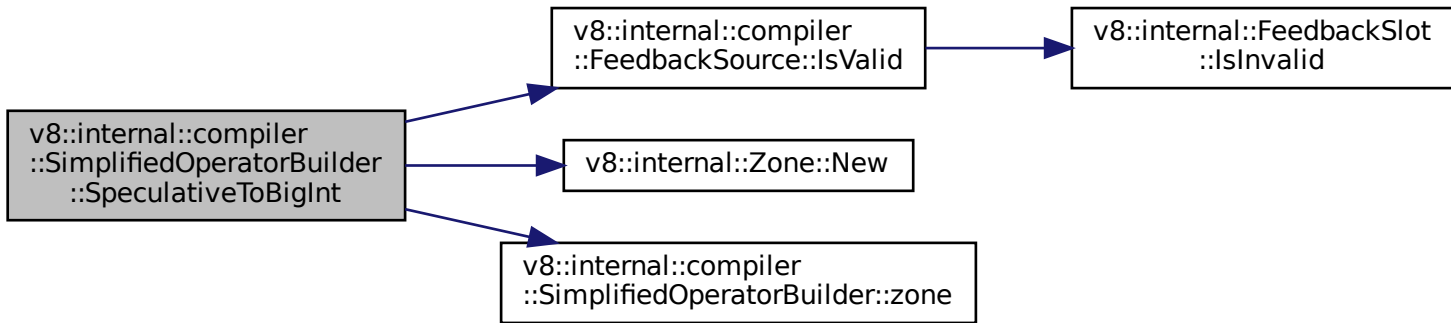 v8::internal::compiler
::SimplifiedOperatorBuilder
::SpeculativeToBigInt
v8::internal::compiler
::FeedbackSource::IsValid
v8::internal::FeedbackSlot
::IsInvalid
v8::internal::Zone::New
v8::internal::compiler
::SimplifiedOperatorBuilder::zone